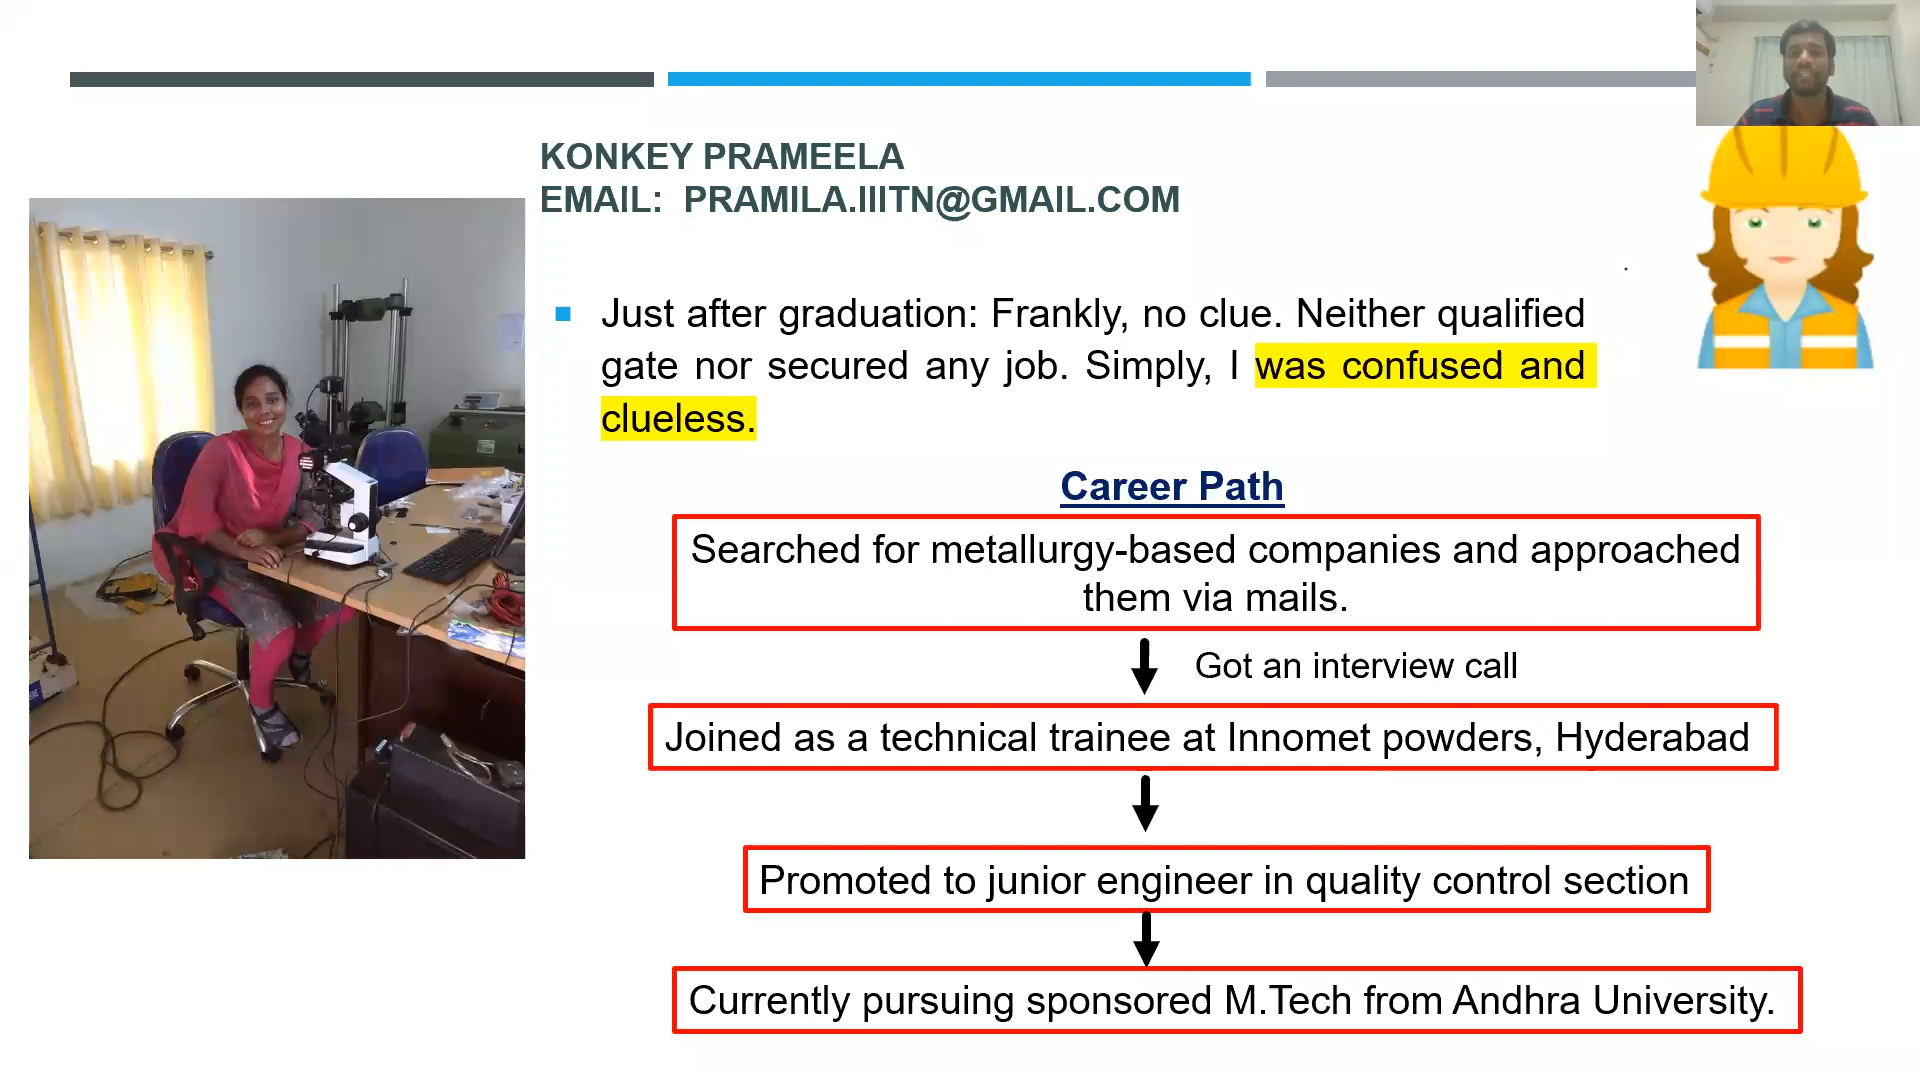 KONKEY PRAMEELA
EMAIL: PRAMILA.IIITN@GMAIL.COM
Just after graduation: Frankly, no clue. Neither qualified
gate nor secured any job. Simply, I was confused and
clueless.
Career Path
Searched for metallurgy-based companies and approached
them via mails.
Got an interview call
Joined as a technical trainee at Innomet powders, Hyderabad
Promoted to junior engineer in quality control section
Currently pursuing sponsored M.Tech from Andhra University.